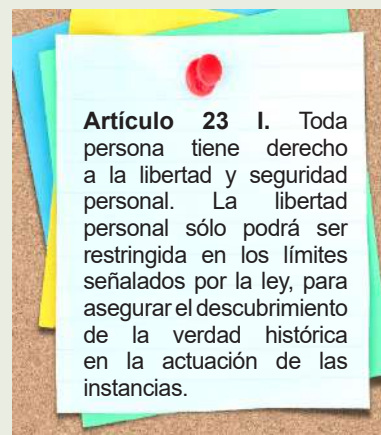 Artículo 23 I. Toda
persona tiene derecho
a la libertad y seguridad
personal. La libertad
personal sólo podrá ser
restringida en los límites
señalados por la ley, para
asegurar el descubrimiento
de la verdad histórica
en la actuación de las
instancias.